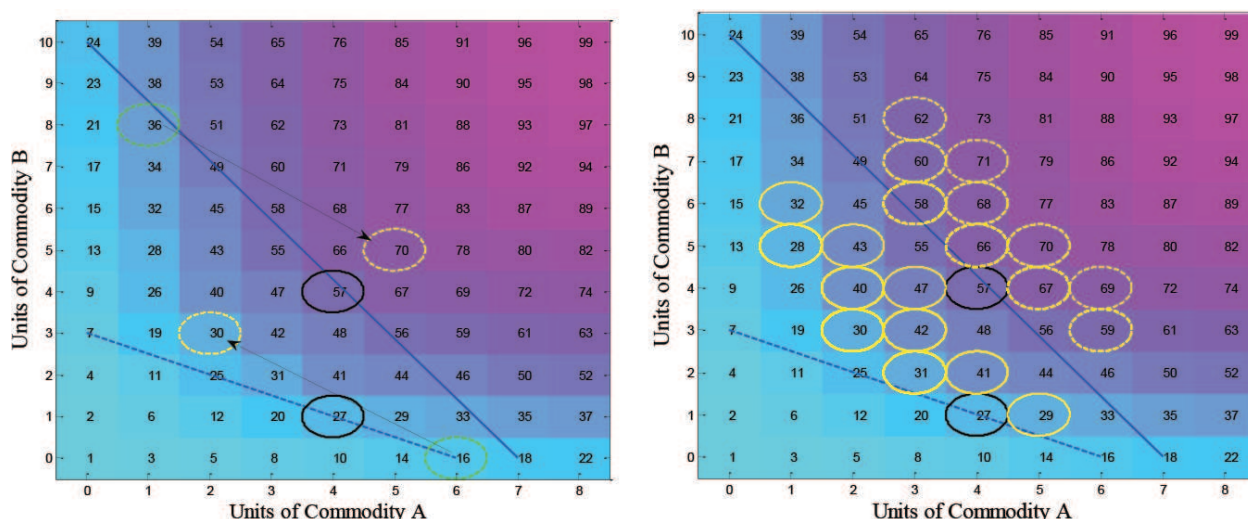 10 24 39 54 65 76 85 91 96 99
9 23 38 53 64 75 84 90 95 98
8 21 36 51 62 73 81 88 93 97
7 17 34 49 60 71 79 86 92 94
6 15 32 45 58 68 77 83 87 89
5 13 28 43 55 66 70 78 80 82
4 9 26 40 47 57 67 69 72 74
3 7 19 30 42 48 56 59 61 63
2 4 11 25 31 41 44 46 50 52
1 2 6 12 20 27 29 33 35 37
0 1 3 5 8 10 14 16 18 22
0 1 2 3 4 5 6 7 8
Units of Commodity A
Units of Commodity B
10 24 39 54 65 76 85 91 96 99
9 23 38 53 64 75 84 90 95 98
8 21 36 51 62 73 81 88 93 97
7 17 34 49 60 71 79 86 92 94
6 15 32 45 58 68 77 83 87 89
5 13 28 43 55 66 70 78 80 82
4 9 26 40 47 57 67 69 72 74
3 7 19 30 42 48 56 59 61 63
2 4 11 25 31 41 44 46 50 52
1 2 6 12 20 27 29 33 35 37
0 1 3 5 8 10 14 16 18 22
0 1 2 3 4 5 6 7 8
Units of Commodity A
Units of Commodity B